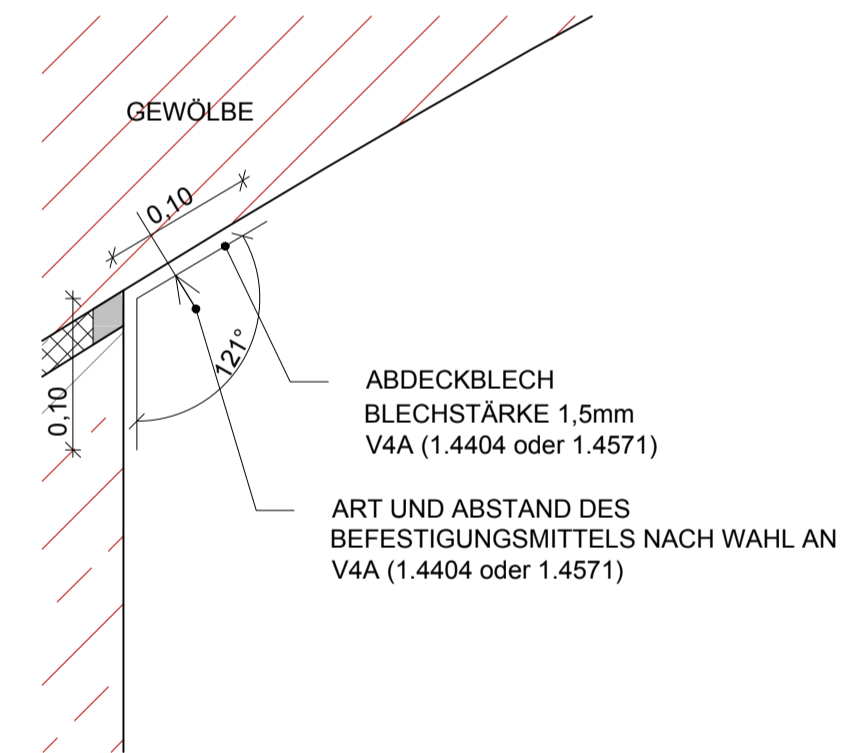 GEWÖLBE
0,10
121°
0,10
ABDECKBLECH
BLECHSTÄRKE 1,5mm
V4A (1.4404 oder 1.4571)
ART UND ABSTAND DES
BEFESTIGUNGSMITTELS NACH WAHL AN
V4A (1.4404 oder 1.4571)